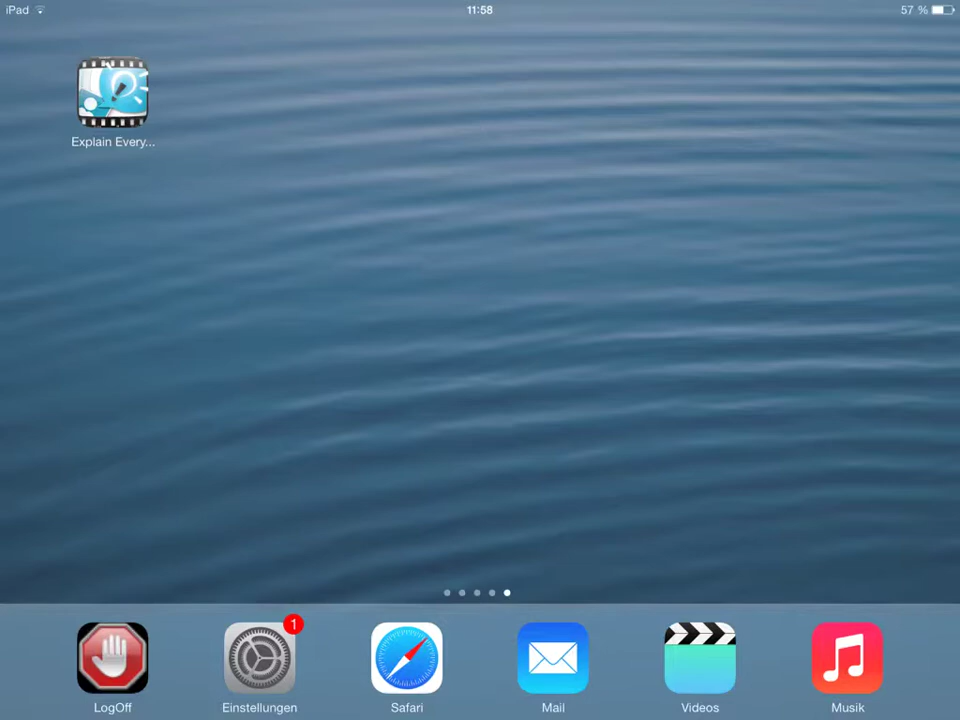 iPad 11:58 57 %
Explain Every...
1
LogOff Einstellungen Safari Mail Videos Musik